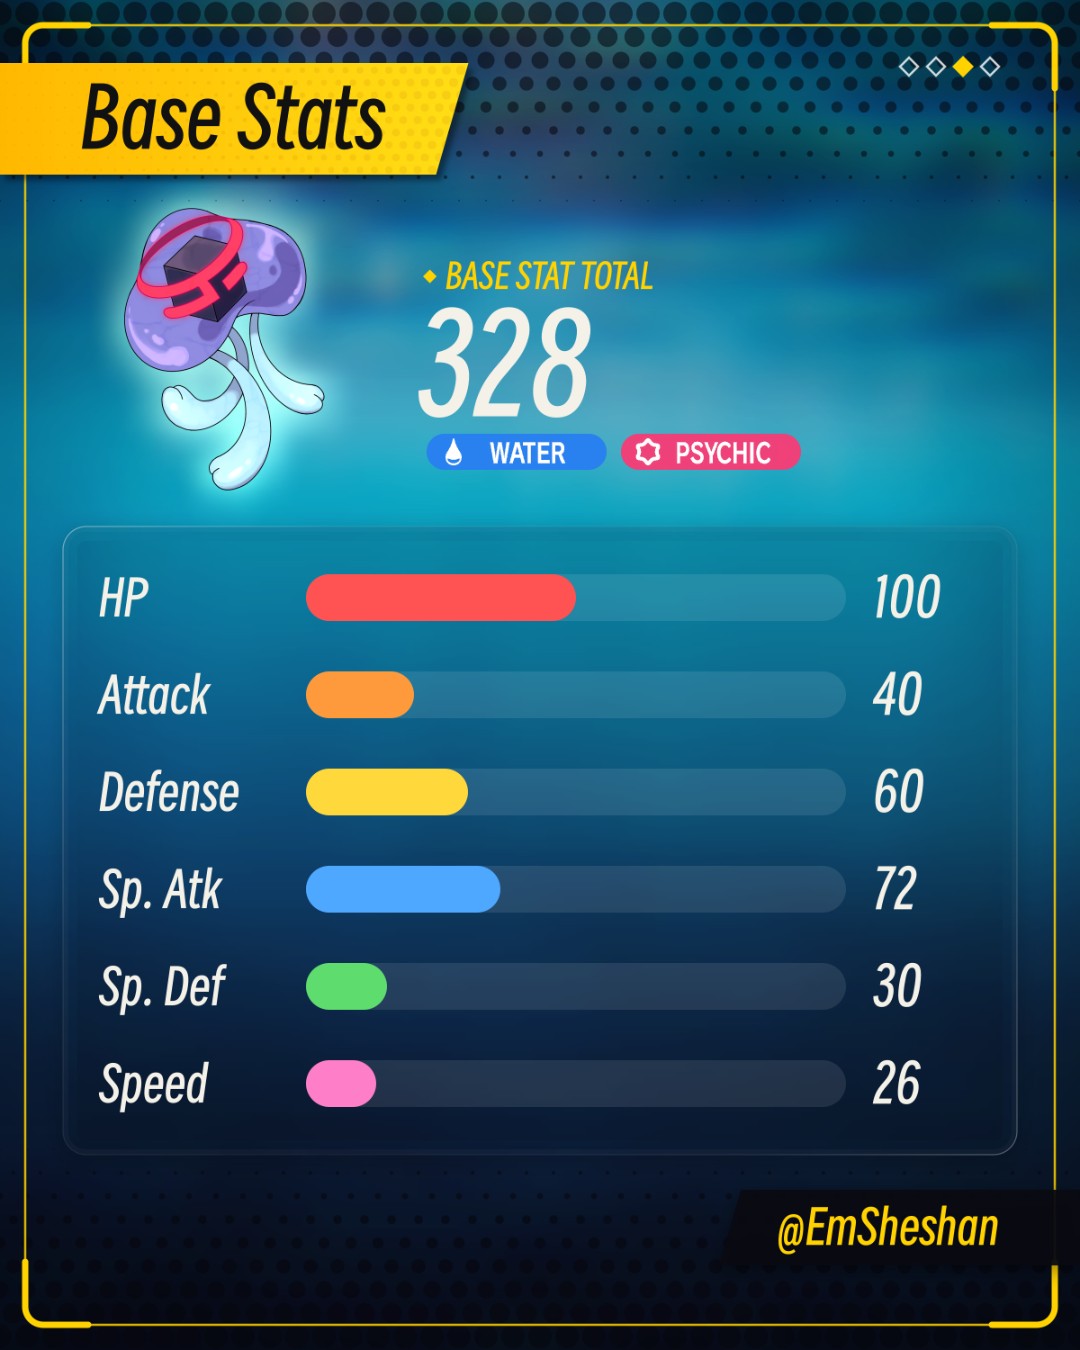 Base Stats
BASE STAT TOTAL
328
WATER PSYCHIC
HP 100
Attack 40
Defense 60
Sp. Atk 72
Sp. Def 30
Speed 26
@EmSheshan